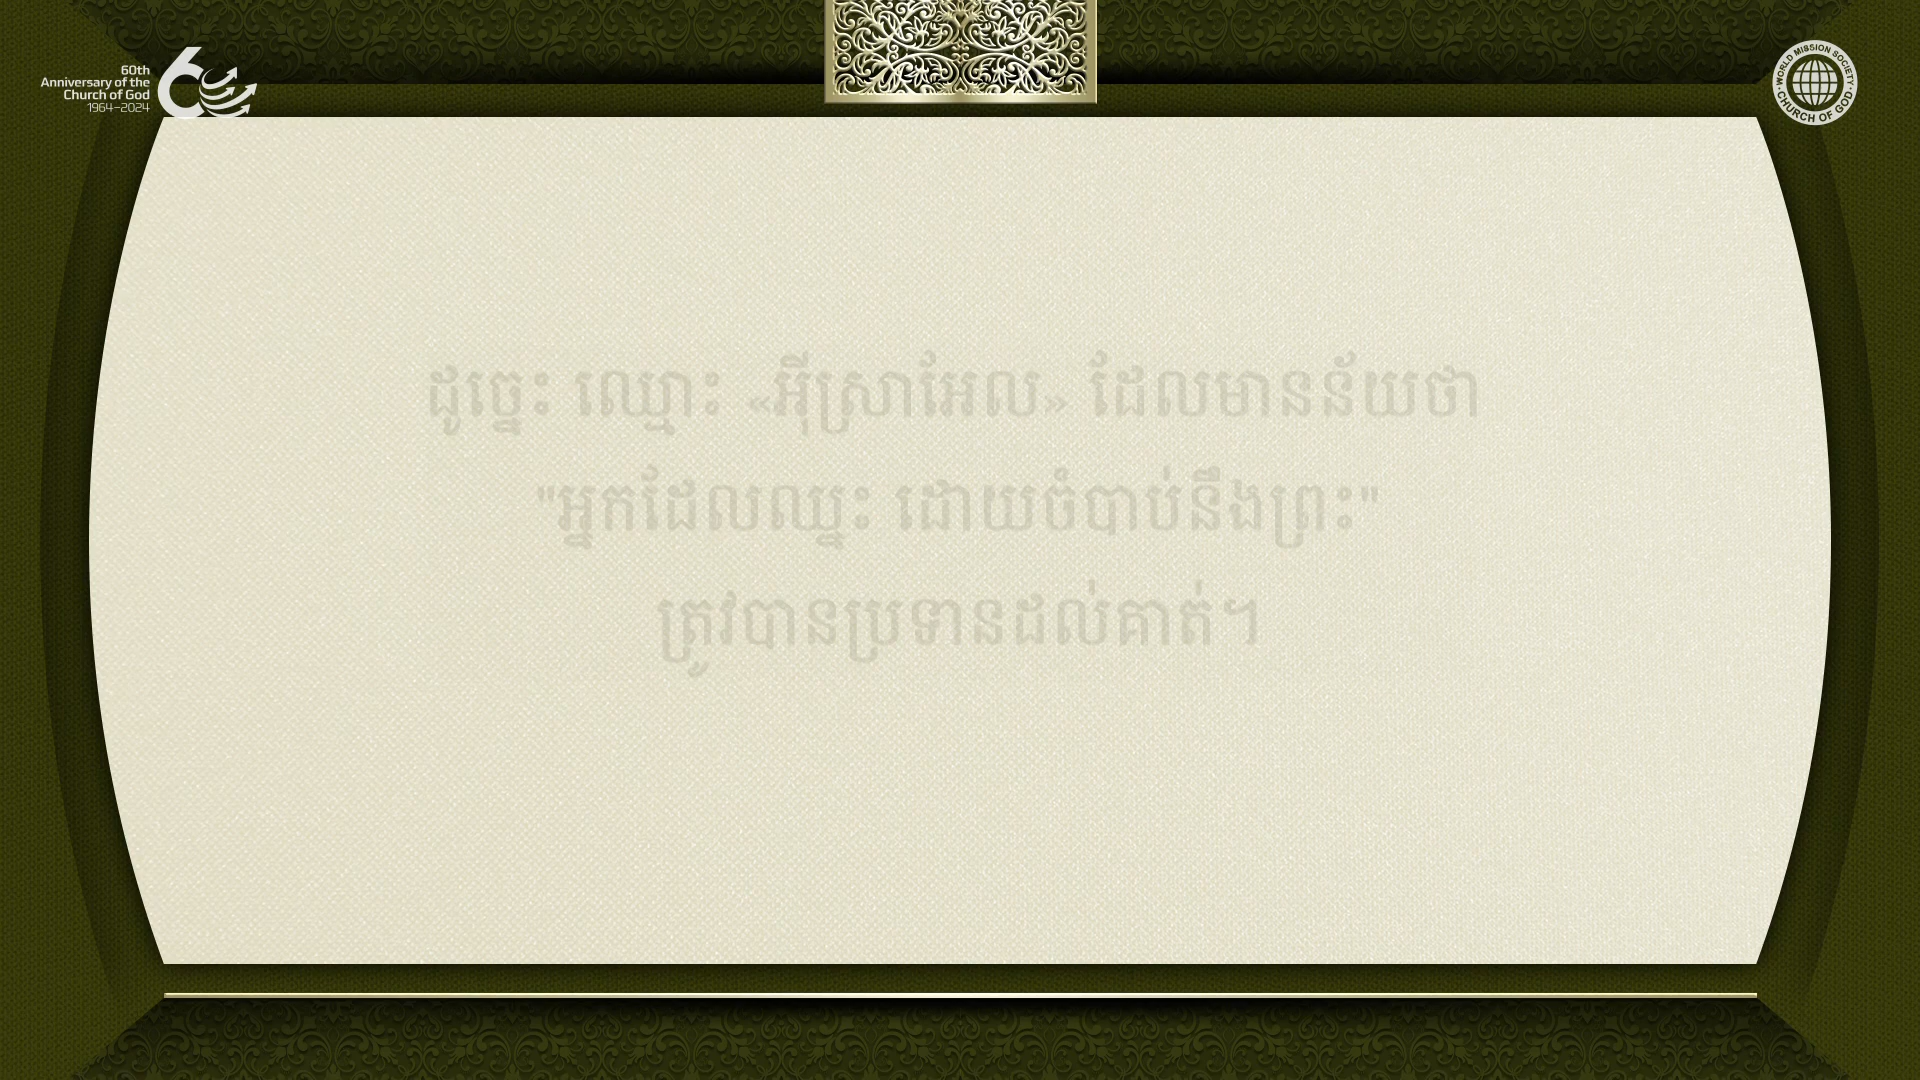 60th
Anniversary of the
Church of God
1964–2024
WORLD MISSION SOCIETY
CHURCH OF GOD
ដូច្នេះ ឈ្មោះ «អ៊ីស្រាអែល» ដែលមានន័យថា
"អ្នកដែលឈ្នះ ដោយចំបាប់នឹងព្រះ"
ត្រូវបានប្រទានដល់គាត់។